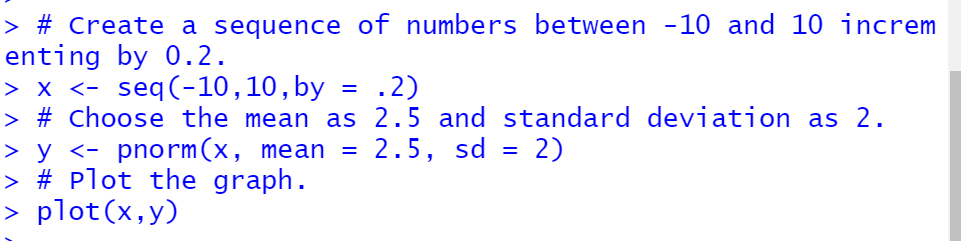 > # Create a sequence of numbers between -10 and 10 increm
enting by 0.2.
> x <- seq(-10,10,by = .2)
> # Choose the mean as 2.5 and standard deviation as 2.
> y <- pnorm(x, mean = 2.5, sd = 2)
> # Plot the graph.
> plot(x,y)
>